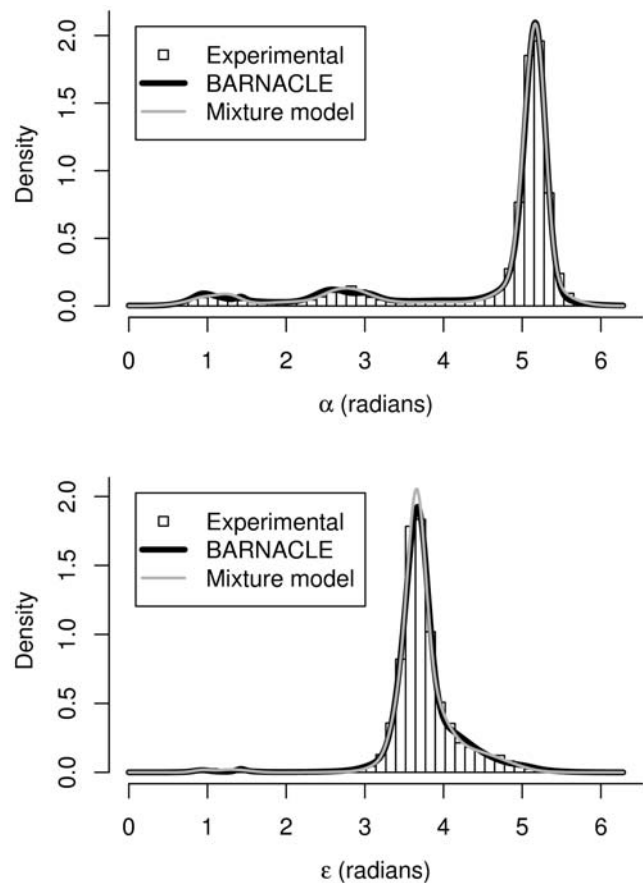 2.0
1.5
1.0
0.5
0.0
Density
Experimental
BARNACLE
Mixture model
0 1 2 3 4 5 6
α (radians)
2.0
1.5
1.0
0.5
0.0
Density
Experimental
BARNACLE
Mixture model
0 1 2 3 4 5 6
ε (radians)